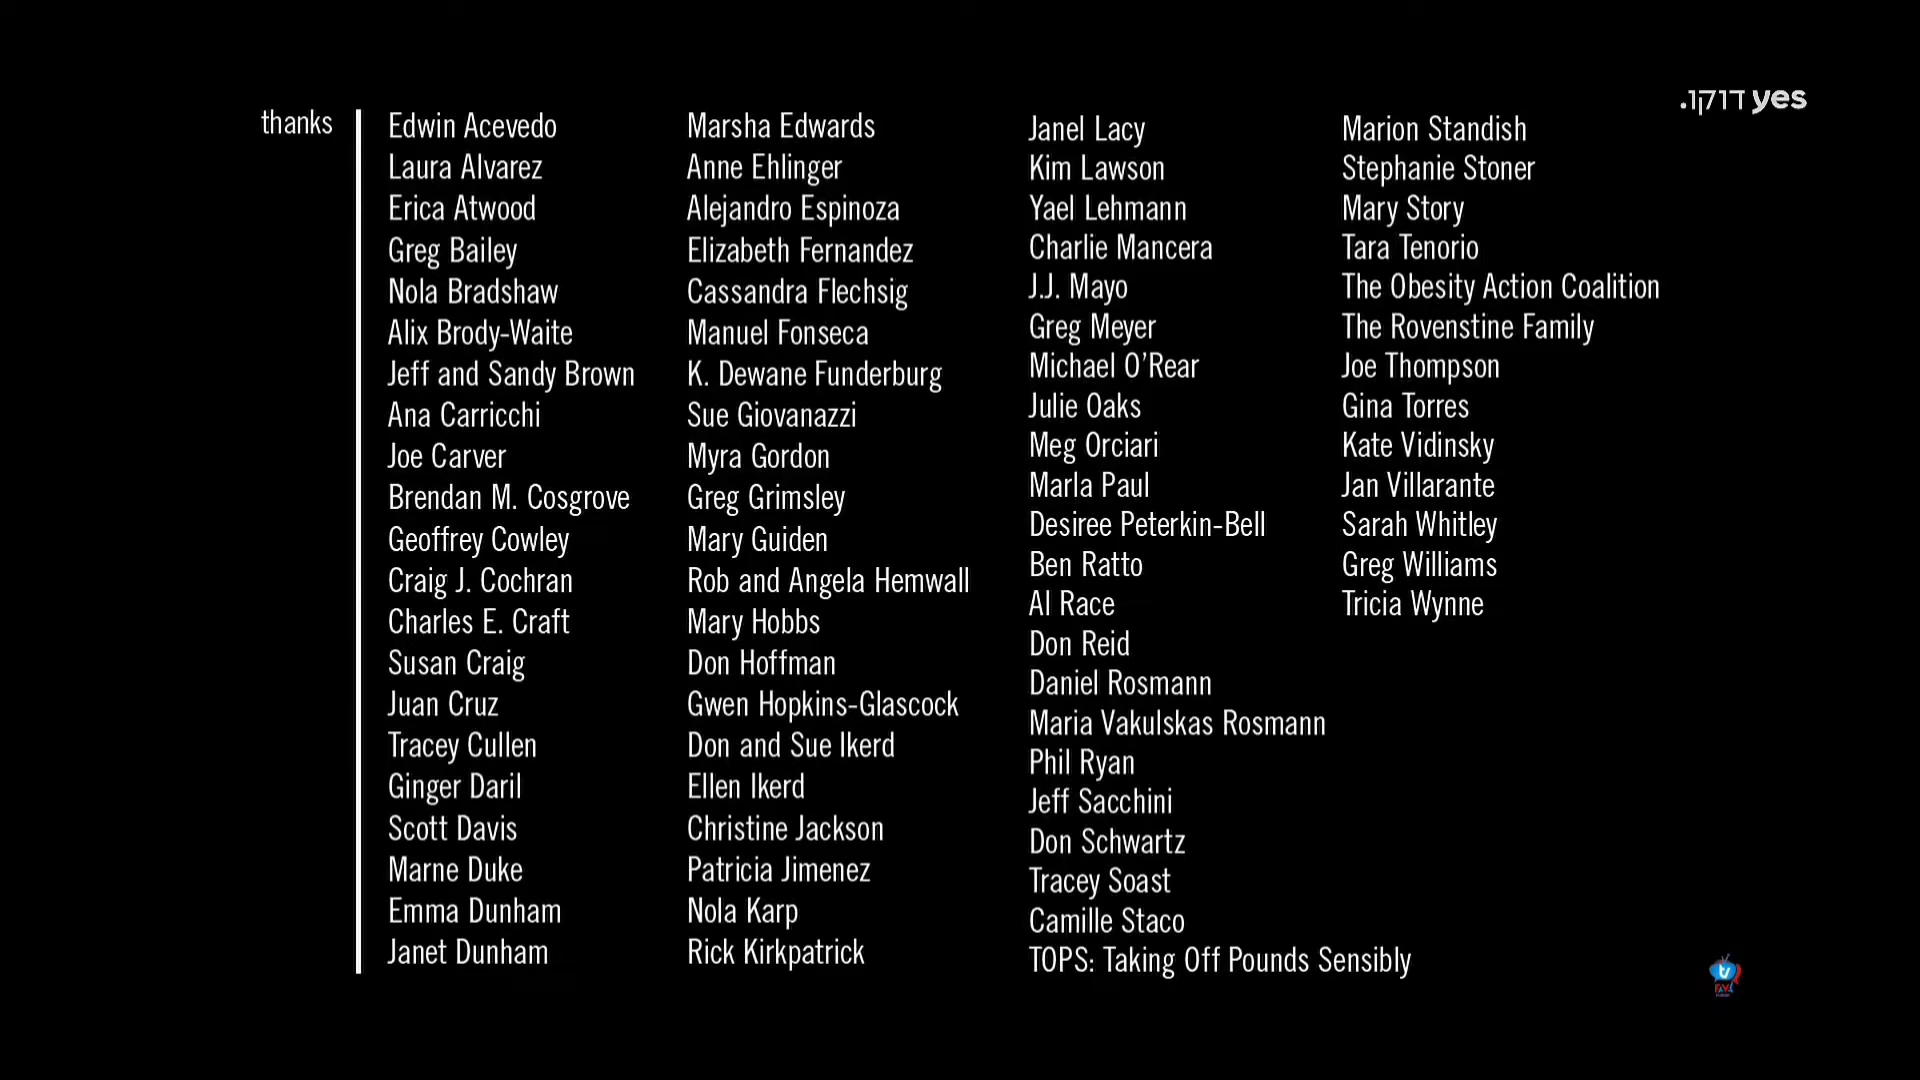 thanks
Edwin Acevedo
Laura Alvarez
Erica Atwood
Greg Bailey
Nola Bradshaw
Alix Brody-Waite
Jeff and Sandy Brown
Ana Carricchi
Joe Carver
Brendan M. Cosgrove
Geoffrey Cowley
Craig J. Cochran
Charles E. Craft
Susan Craig
Juan Cruz
Tracey Cullen
Ginger Daril
Scott Davis
Marne Duke
Emma Dunham
Janet Dunham
Marsha Edwards
Anne Ehlinger
Alejandro Espinoza
Elizabeth Fernandez
Cassandra Flechsig
Manuel Fonseca
K. Dewane Funderburg
Sue Giovanazzi
Myra Gordon
Greg Grimsley
Mary Guiden
Rob and Angela Hemwall
Mary Hobbs
Don Hoffman
Gwen Hopkins-Glascock
Don and Sue Ikerd
Ellen Ikerd
Christine Jackson
Patricia Jimenez
Nola Karp
Rick Kirkpatrick
Janel Lacy
Kim Lawson
Yael Lehmann
Charlie Mancera
J.J. Mayo
Greg Meyer
Michael O’Rear
Julie Oaks
Meg Orciari
Marla Paul
Desiree Peterkin-Bell
Ben Ratto
Al Race
Don Reid
Daniel Rosmann
Maria Vakulskas Rosmann
Phil Ryan
Jeff Sacchini
Don Schwartz
Tracey Soast
Camille Staco
TOPS: Taking Off Pounds Sensibly
Marion Standish
Stephanie Stoner
Mary Story
Tara Tenorio
The Obesity Action Coalition
The Rovenstine Family
Joe Thompson
Gina Torres
Kate Vidinsky
Jan Villarante
Sarah Whitley
Greg Williams
Tricia Wynne
yes דוקו.